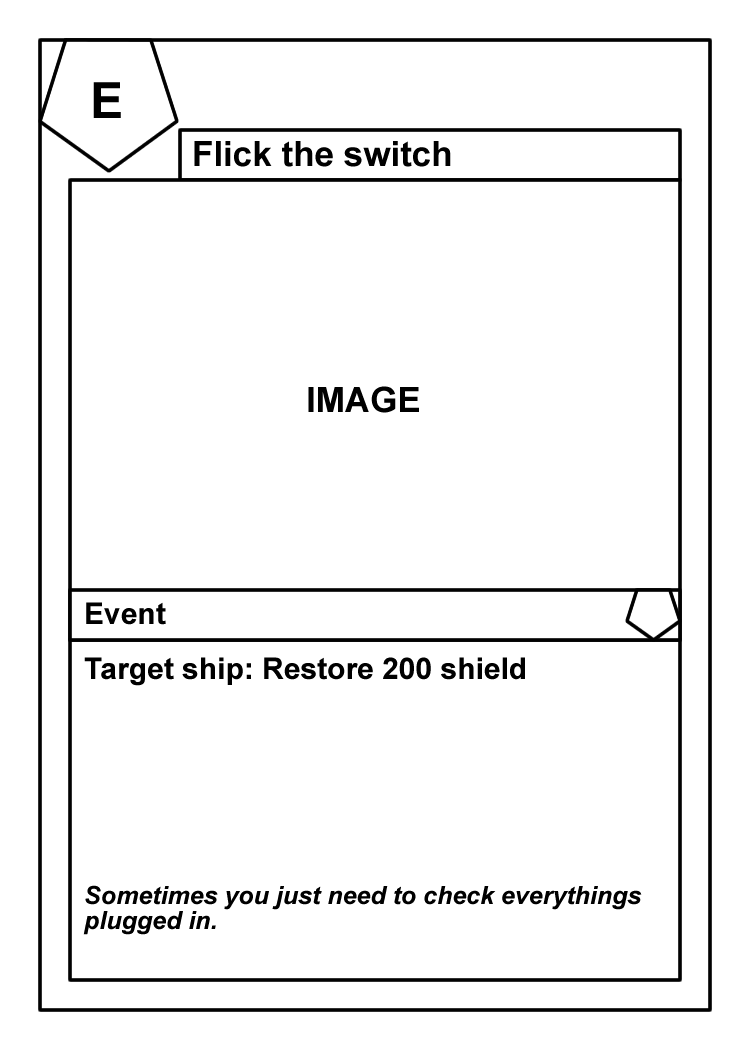 E
Flick the switch
IMAGE
Event
Target ship: Restore 200 shield
Sometimes you just need to check everythings
plugged in.